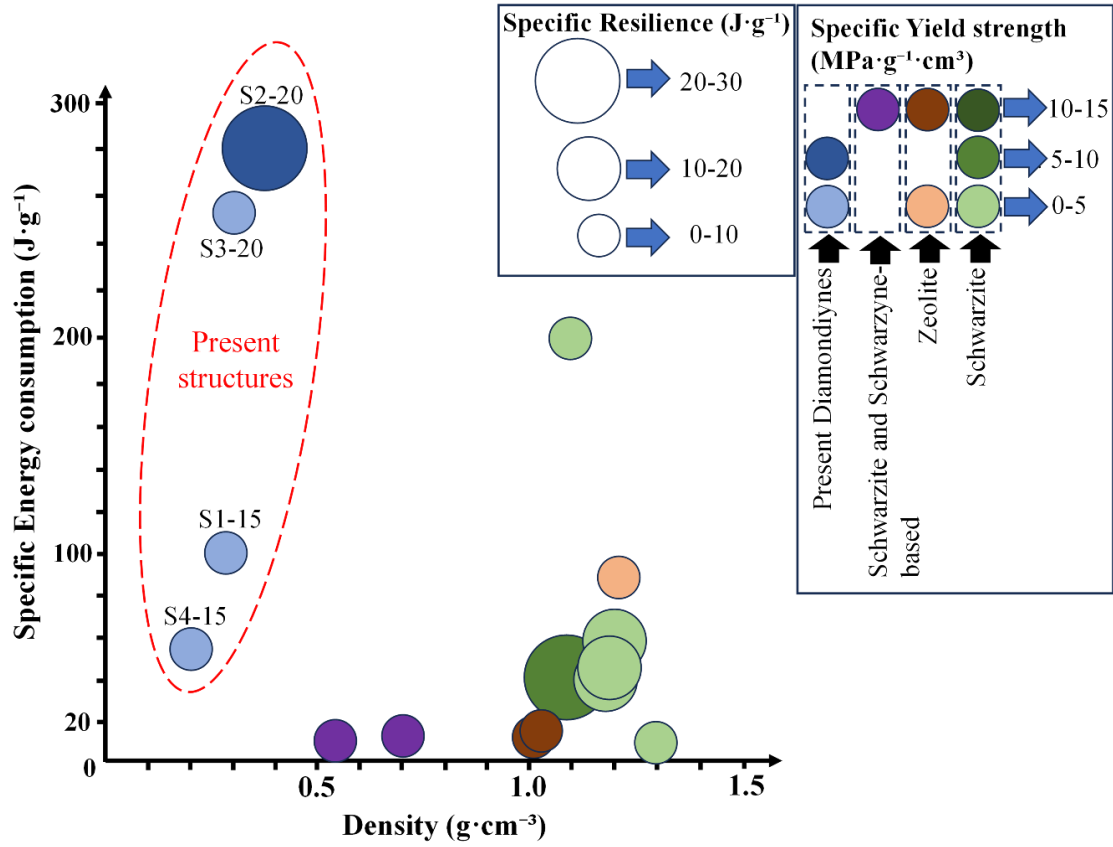 Specific Resilience (J·g⁻¹)
20-30
10-20
0-10
Specific Yield strength
(MPa·g⁻¹·cm³)
10-15
5-10
0-5
Present Diamondiynes
Schwarzite and Schwarzyne-
based
Zeolite
Schwarzite
Specific Energy consumption (J·g⁻¹)
300
200
100
20
0
S2-20
S3-20
Present
structures
S1-15
S4-15
0.5
1.0
1.5
Density (g·cm⁻³)